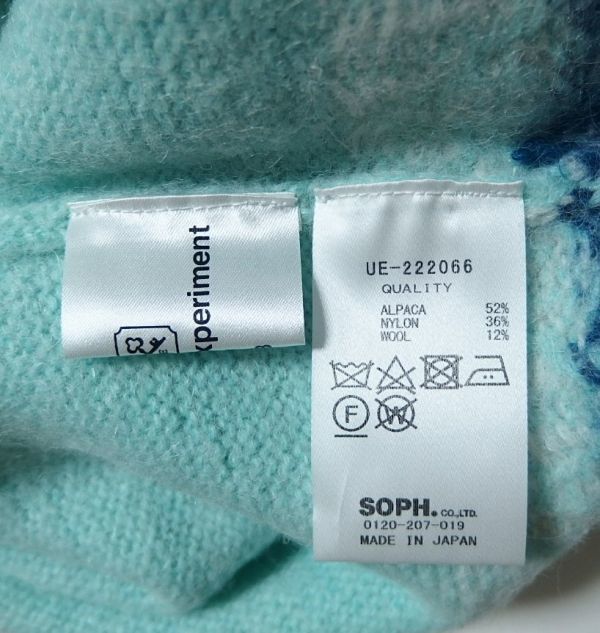 xperiment
UE-222066
QUALITY
ALPACA 52%
NYLON 36%
WOOL 12%
F W
SOPH. CO.,LTD.
0120-207-019
MADE IN JAPAN